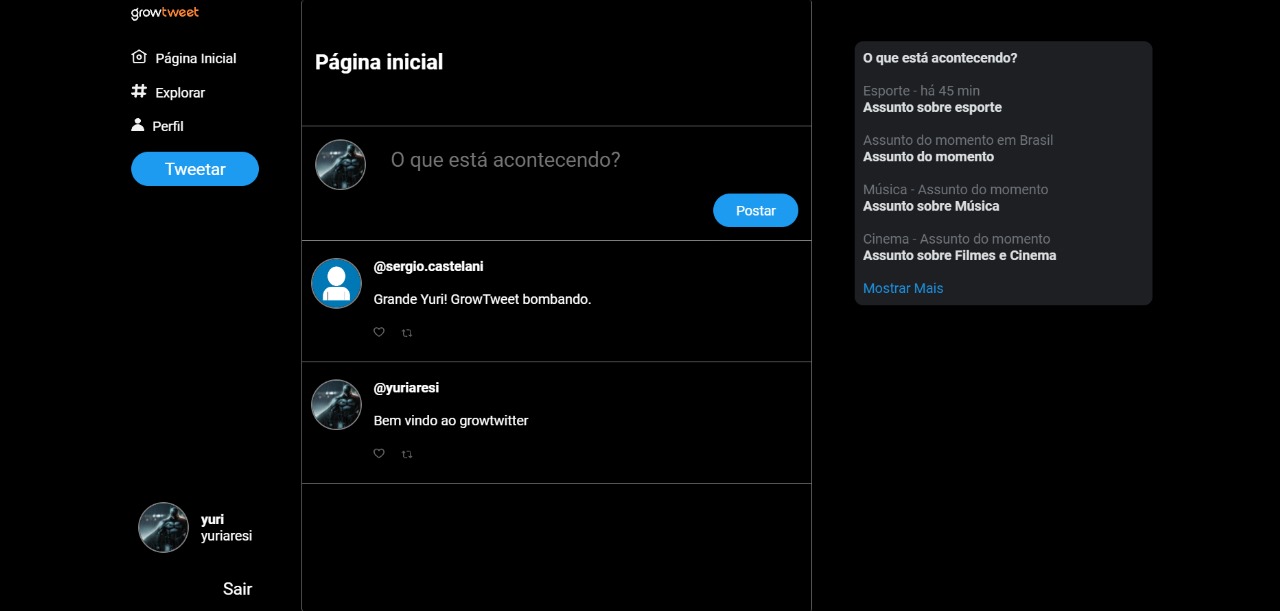 growtweet
Página Inicial
Explorar
Perfil
Tweetar
yuri
yuriaresi
Sair
Página inicial
O que está acontecendo?
Postar
@sergio.castelani
Grande Yuri! GrowTweet bombando.
@yuriaresi
Bem vindo ao growtwitter
O que está acontecendo?
Esporte - há 45 min
Assunto sobre esporte
Assunto do momento em Brasil
Assunto do momento
Música - Assunto do momento
Assunto sobre Música
Cinema - Assunto do momento
Assunto sobre Filmes e Cinema
Mostrar Mais